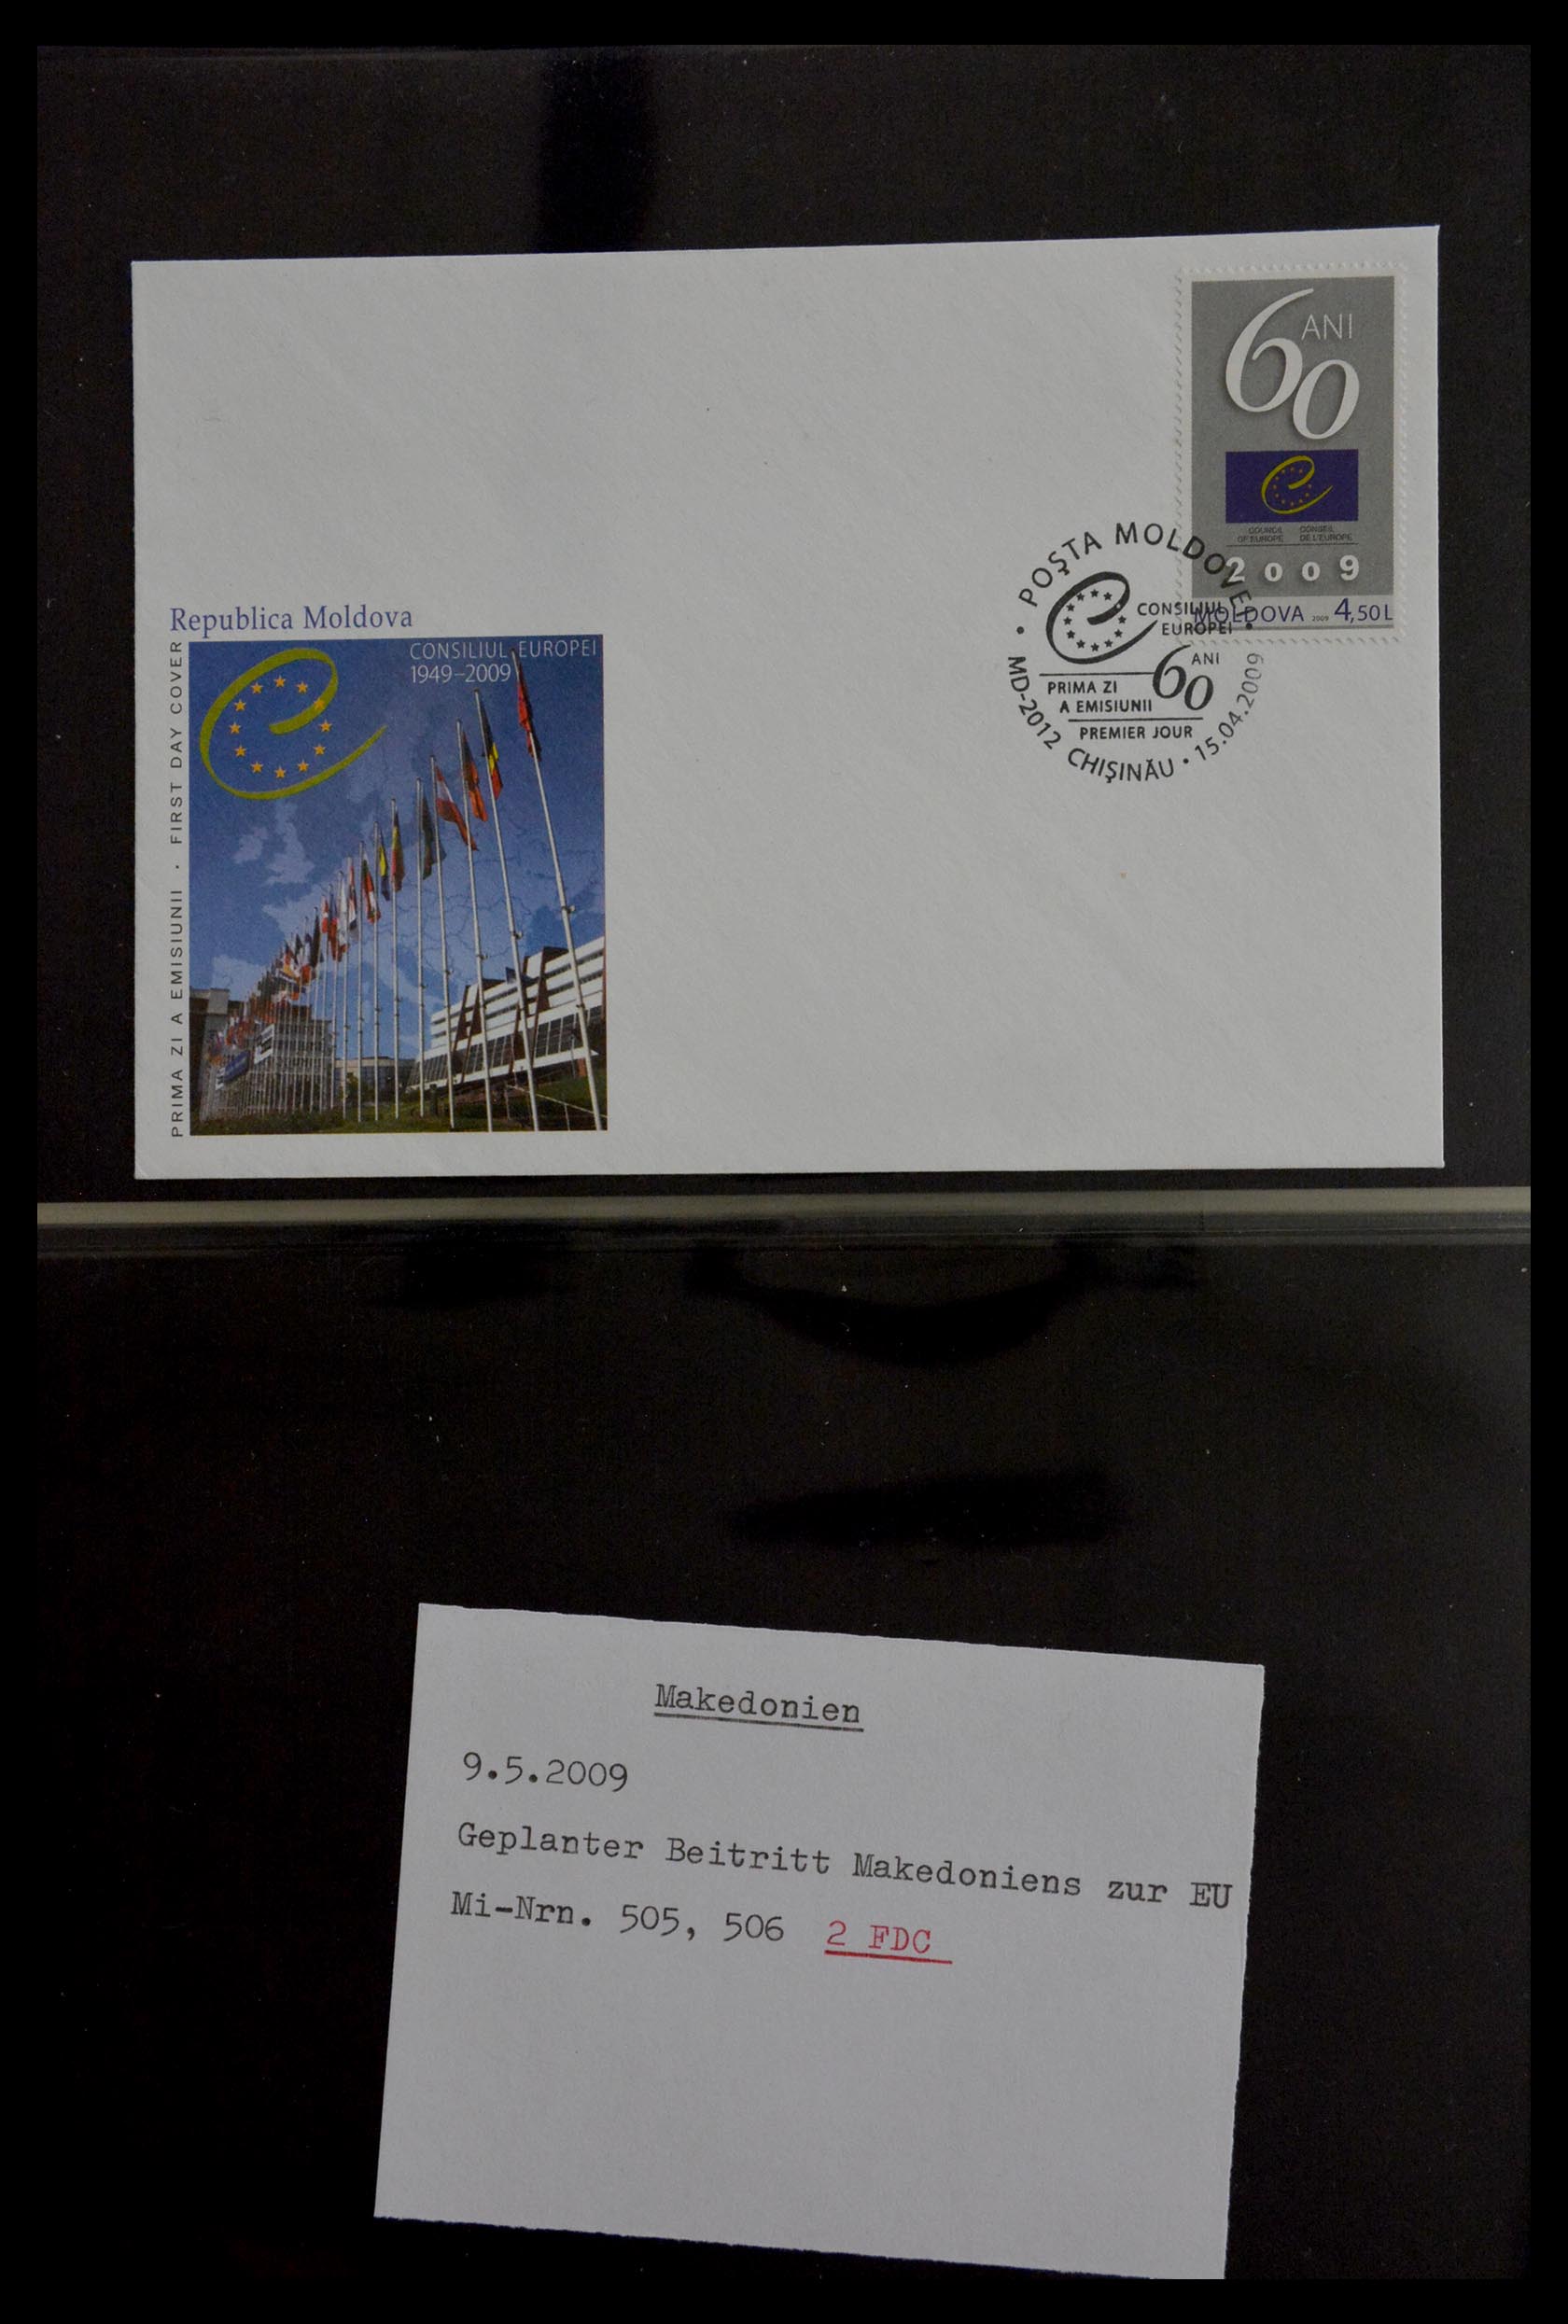 60 ANI
COUNCIL OF EUROPE
CONSEIL DE L'EUROPE
2009
MOLDOVA 2009 4,50L
• POŞTA MOLDOVEI •
CONSILIUL
EUROPEI
60 ANI
PRIMA ZI
A EMISIUNII
PREMIER JOUR
MD-2012 CHIŞINĂU • 15.04.2009
Republica Moldova
CONSILIUL EUROPEI
1949-2009
PRIMA ZI A EMISIUNII • FIRST DAY COVER
Makedonien
9.5.2009
Geplanter Beitritt Makedoniens zur EU
Mi-Nrn. 505, 506 2 FDC